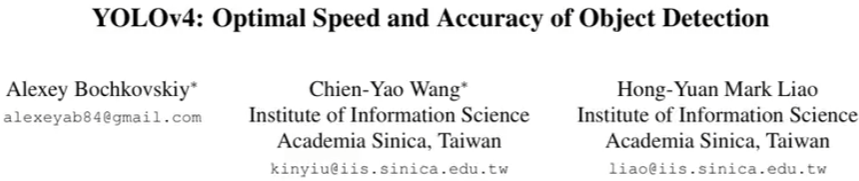 YOLOv4: Optimal Speed and Accuracy of Object Detection
Alexey Bochkovskiy*
alexeyab84@gmail.com
Chien-Yao Wang*
Institute of Information Science
Academia Sinica, Taiwan
kinyiu@iis.sinica.edu.tw
Hong-Yuan Mark Liao
Institute of Information Science
Academia Sinica, Taiwan
liao@iis.sinica.edu.tw